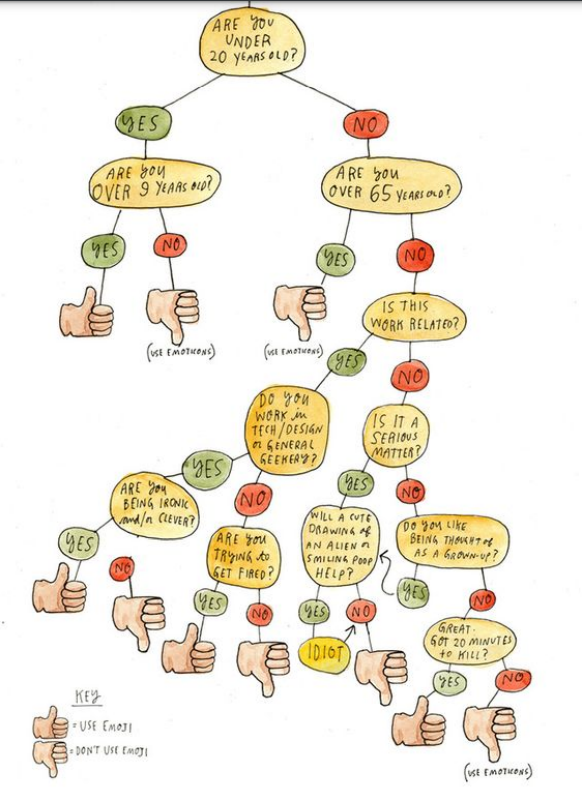 ARE YOU
UNDER
20 YEARS OLD?
YES
NO
ARE YOU
OVER 9 YEARS OLD?
ARE YOU
OVER 65 YEARS OLD?
YES
NO
YES
NO
(USE EMOTICONS)
(USE EMOTICONS)
IS THIS
WORK RELATED?
YES
NO
DO YOU
WORK in
TECH/DESIGN
or GENERAL
GEEKERY?
IS IT A
SERIOUS
MATTER?
YES
NO
YES
NO
ARE YOU
BEING IRONIC
and/or CLEVER?
YES
NO
ARE YOU
TRYING to
GET FIRED?
YES
NO
WILL A CUTE
DRAWING of
AN ALIEN or
SMILING POOP
HELP?
YES
NO
IDIOT
DO YOU LIKE
BEING THOUGHT of
AS A GROWN-UP?
YES
NO
GREAT.
GOT 20 MINUTES
to KILL?
YES
NO
(USE EMOTICONS)
KEY
= USE EMOJI
= DON'T USE EMOJI